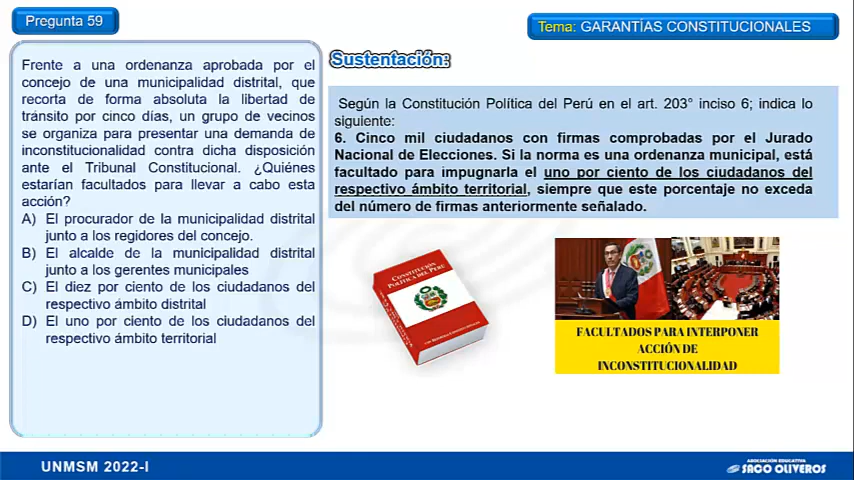 Pregunta 59
Tema: GARANTÍAS CONSTITUCIONALES
Frente a una ordenanza aprobada por el
concejo de una municipalidad distrital, que
recorta de forma absoluta la libertad de
tránsito por cinco días, un grupo de vecinos
se organiza para presentar una demanda de
inconstitucionalidad contra dicha disposición
ante el Tribunal Constitucional. ¿Quiénes
estarían facultados para llevar a cabo esta
acción?
A) El procurador de la municipalidad distrital
junto a los regidores del concejo.
B) El alcalde de la municipalidad distrital
junto a los gerentes municipales
C) El diez por ciento de los ciudadanos del
respectivo ámbito distrital
D) El uno por ciento de los ciudadanos del
respectivo ámbito territorial
Sustentación:
Según la Constitución Política del Perú en el art. 203° inciso 6; indica lo
siguiente:
6. Cinco mil ciudadanos con firmas comprobadas por el Jurado
Nacional de Elecciones. Si la norma es una ordenanza municipal, está
facultado para impugnarla el uno por ciento de los ciudadanos del
respectivo ámbito territorial, siempre que este porcentaje no exceda
del número de firmas anteriormente señalado.
CONSTITUCIÓN
POLÍTICA DEL PERÚ
FACULTADOS PARA INTERPONER
ACCIÓN DE
INCONSTITUCIONALIDAD
UNMSM 2022-I
ASOCIACIÓN EDUCATIVA
SACO OLIVEROS